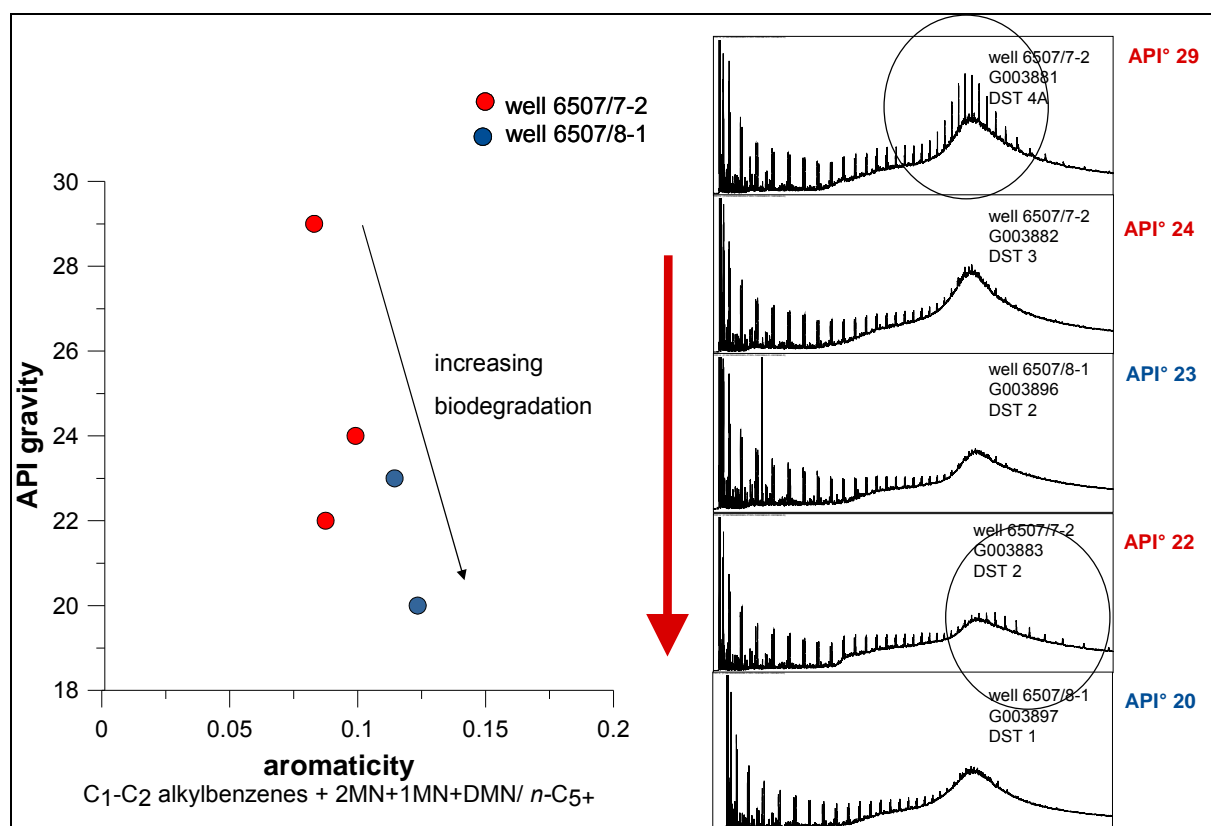 well 6507/7-2
well 6507/8-1
30
28
26
24
22
20
18
API gravity
increasing
biodegradation
0
0.05
0.1
0.15
0.2
aromaticity
C1-C2 alkylbenzenes + 2MN+1MN+DMN/ n-C5+
well 6507/7-2
G003881
DST 4A
API° 29
well 6507/7-2
G003882
DST 3
API° 24
well 6507/8-1
G003896
DST 2
API° 23
well 6507/7-2
G003883
DST 2
API° 22
well 6507/8-1
G003897
DST 1
API° 20